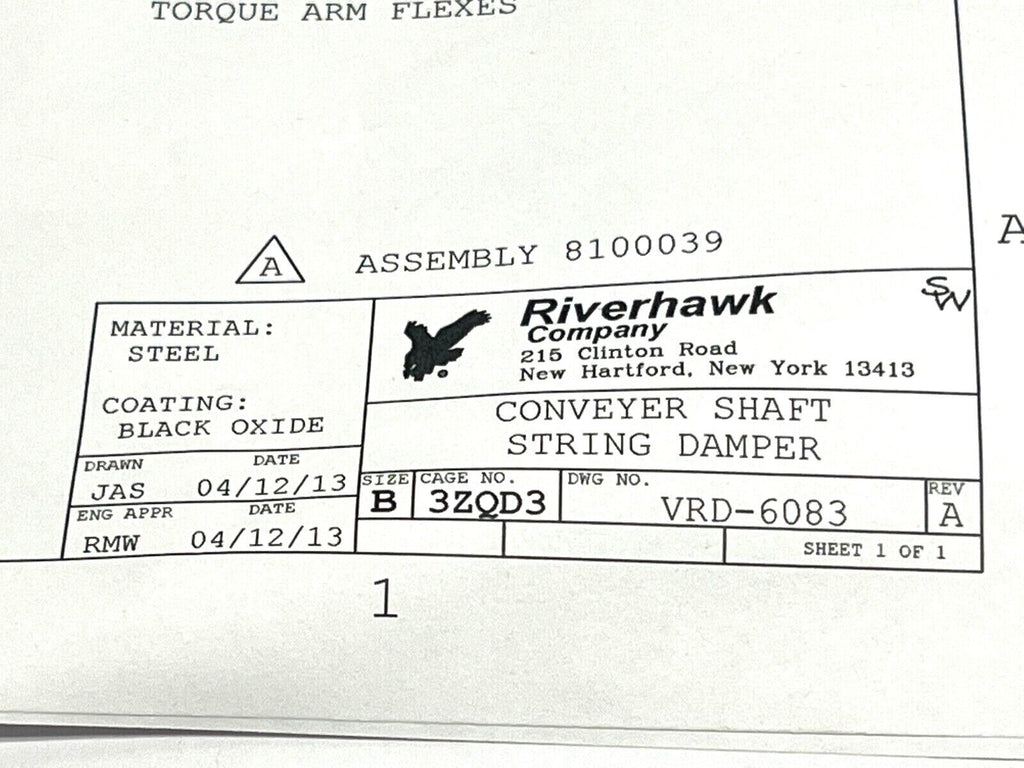 TORQUE ARM FLEXES
A
A ASSEMBLY 8100039
MATERIAL:
STEEL
COATING:
BLACK OXIDE
DRAWN DATE
JAS 04/12/13
ENG APPR DATE
RMW 04/12/13
Riverhawk
Company
215 Clinton Road
New Hartford, New York 13413
SW
CONVEYER SHAFT
STRING DAMPER
SIZE CAGE NO. DWG NO. REV
B 3ZQD3 VRD-6083 A
SHEET 1 OF 1
1